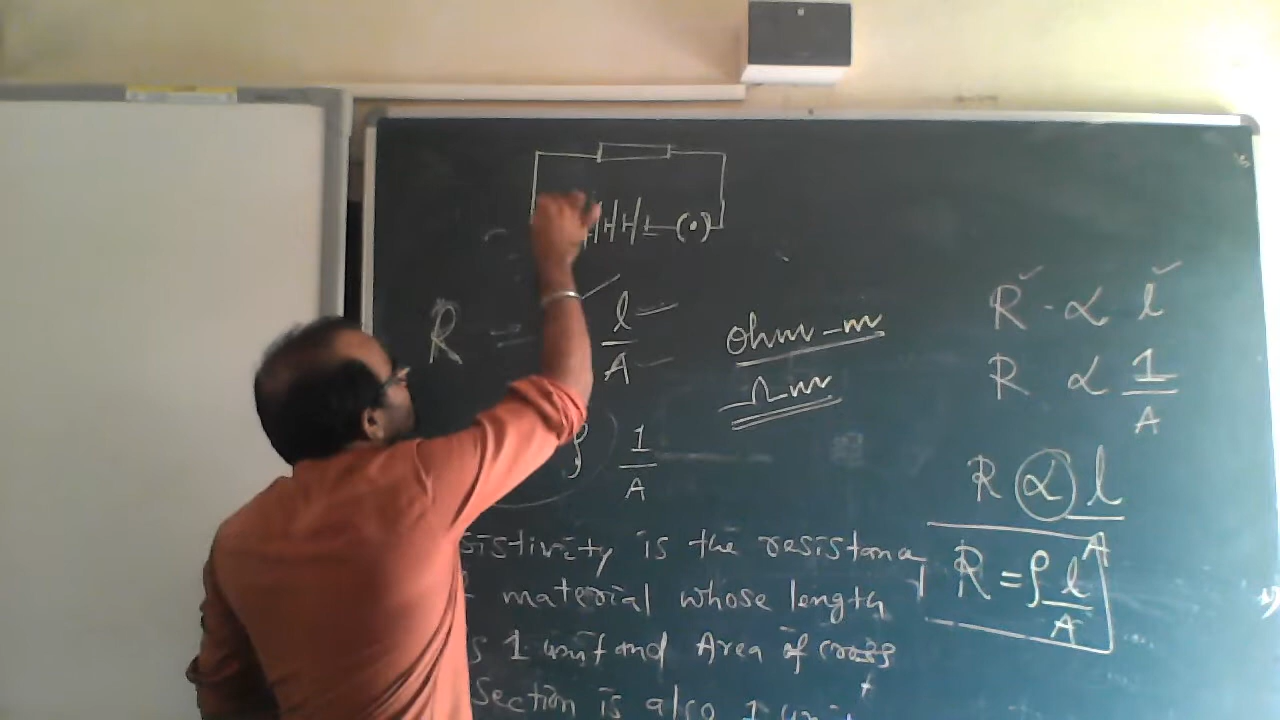 R = l
A
ohm-m
Ωm
ρ 1
A
R ∝ l
R ∝ 1
A
R ∝ l
A
R = ρ l
A
is the resistance
material whose length
1 unit and Area of cross
Section is also 1 unit